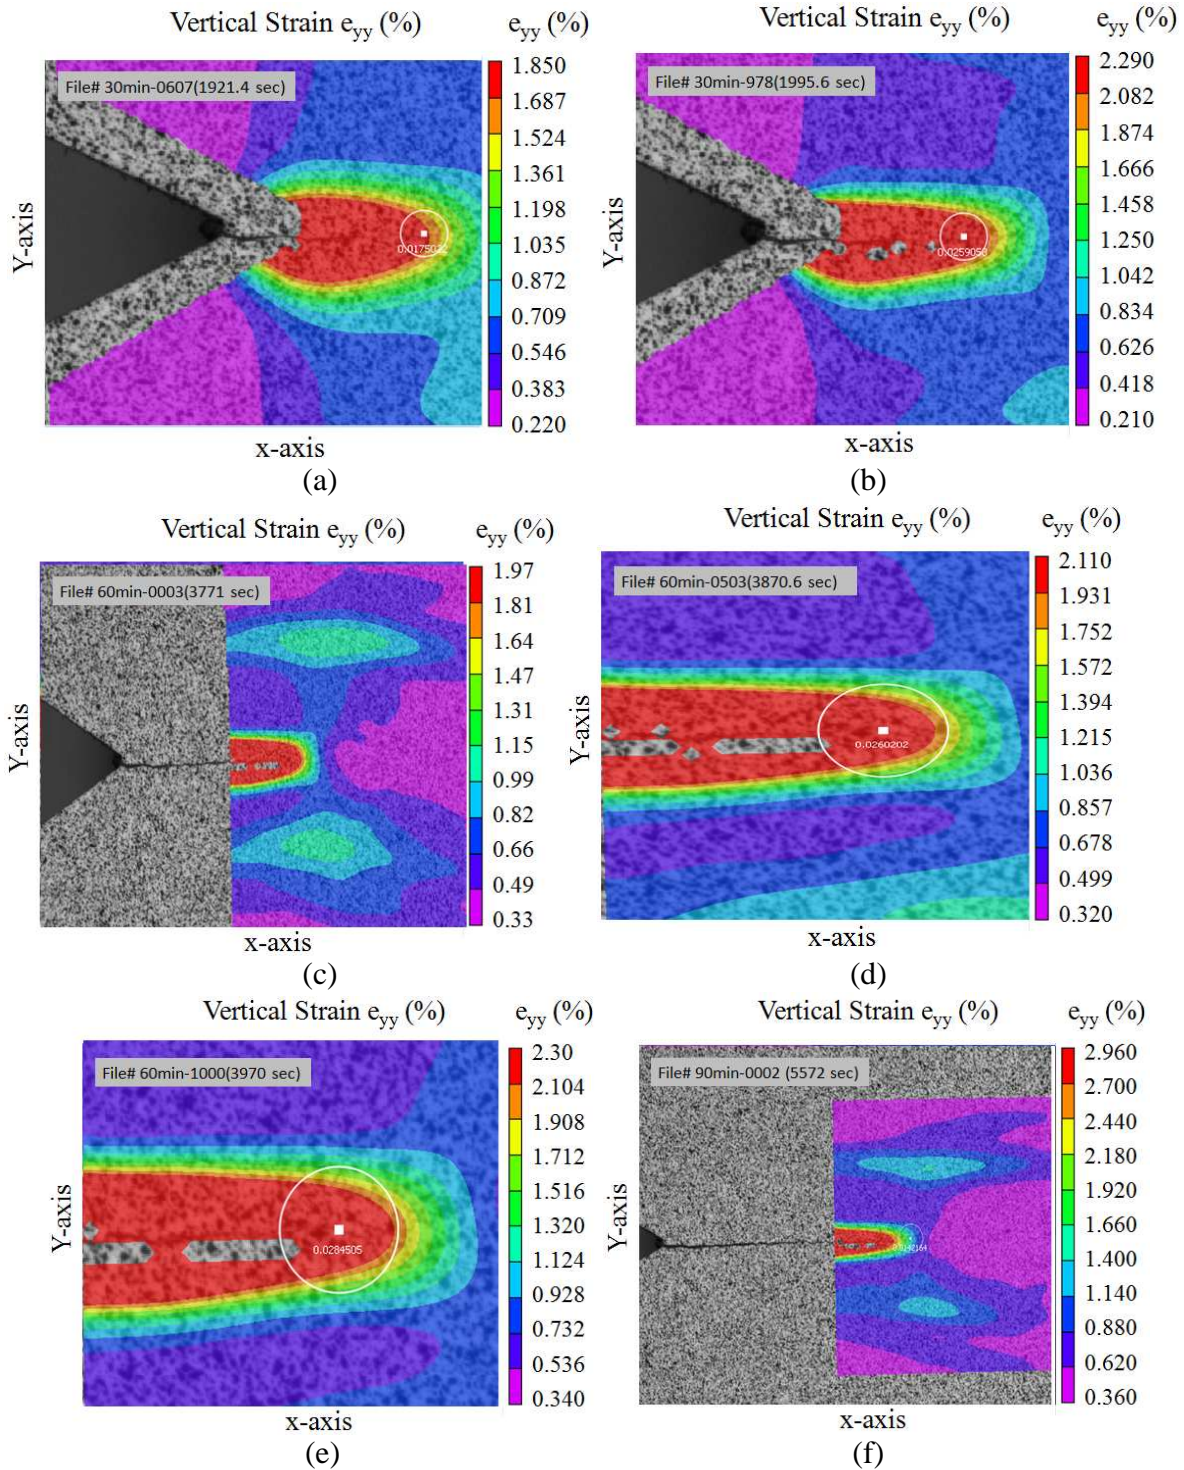 Vertical Strain eyy (%)
eyy (%)
File# 30min-0607(1921.4 sec)
0.0175022
1.850
1.687
1.524
1.361
1.198
1.035
0.872
0.709
0.546
0.383
0.220
Y-axis
x-axis
(a)
Vertical Strain eyy (%)
eyy (%)
File# 30min-978(1995.6 sec)
0.0259053
2.290
2.082
1.874
1.666
1.458
1.250
1.042
0.834
0.626
0.418
0.210
Y-axis
x-axis
(b)
Vertical Strain eyy (%)
eyy (%)
File# 60min-0003(3771 sec)
1.97
1.81
1.64
1.47
1.31
1.15
0.99
0.82
0.66
0.49
0.33
Y-axis
x-axis
(c)
Vertical Strain eyy (%)
eyy (%)
File# 60min-0503(3870.6 sec)
0.0260202
2.110
1.931
1.752
1.572
1.394
1.215
1.036
0.857
0.678
0.499
0.320
Y-axis
x-axis
(d)
Vertical Strain eyy (%)
eyy (%)
File# 60min-1000(3970 sec)
0.0284505
2.30
2.104
1.908
1.712
1.516
1.320
1.124
0.928
0.732
0.536
0.340
Y-axis
x-axis
(e)
Vertical Strain eyy (%)
eyy (%)
File# 90min-0002 (5572 sec)
2.960
2.700
2.440
2.180
1.920
1.660
1.400
1.140
0.880
0.620
0.360
Y-axis
x-axis
(f)